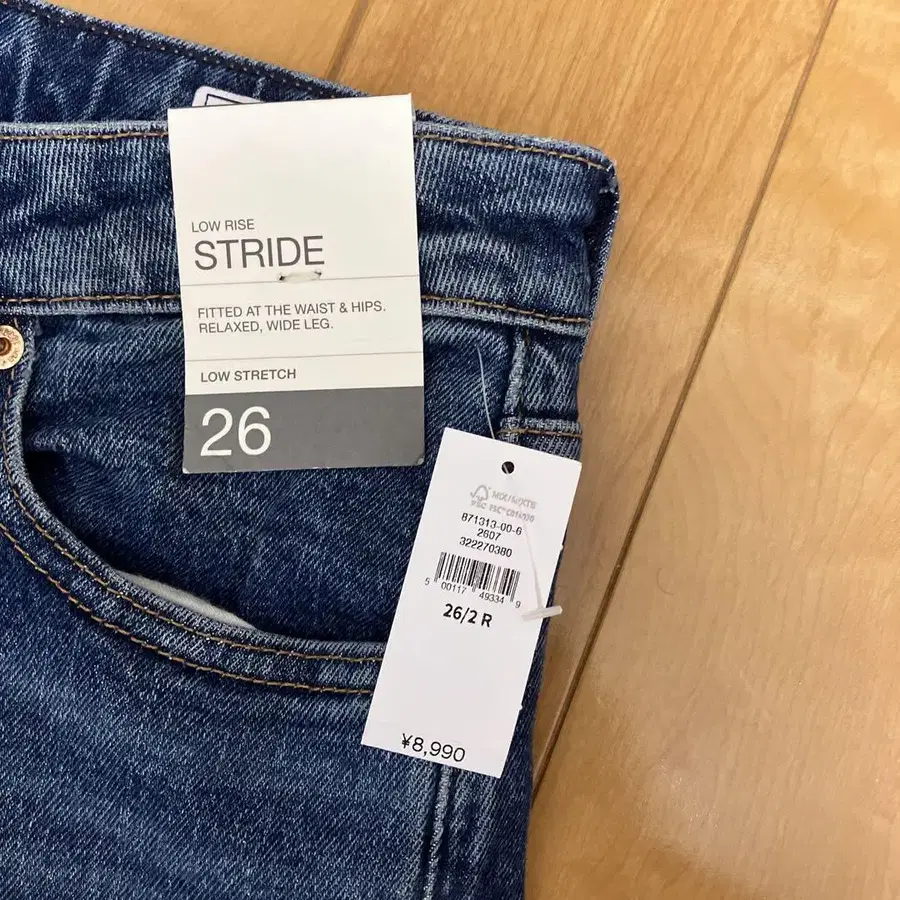 LOW RISE
STRIDE
FITTED AT THE WAIST & HIPS.
RELAXED, WIDE LEG.
LOW STRETCH
26
871313-00-6
2607
322270380
5 00117 49334 9
26/2 R
¥8,990